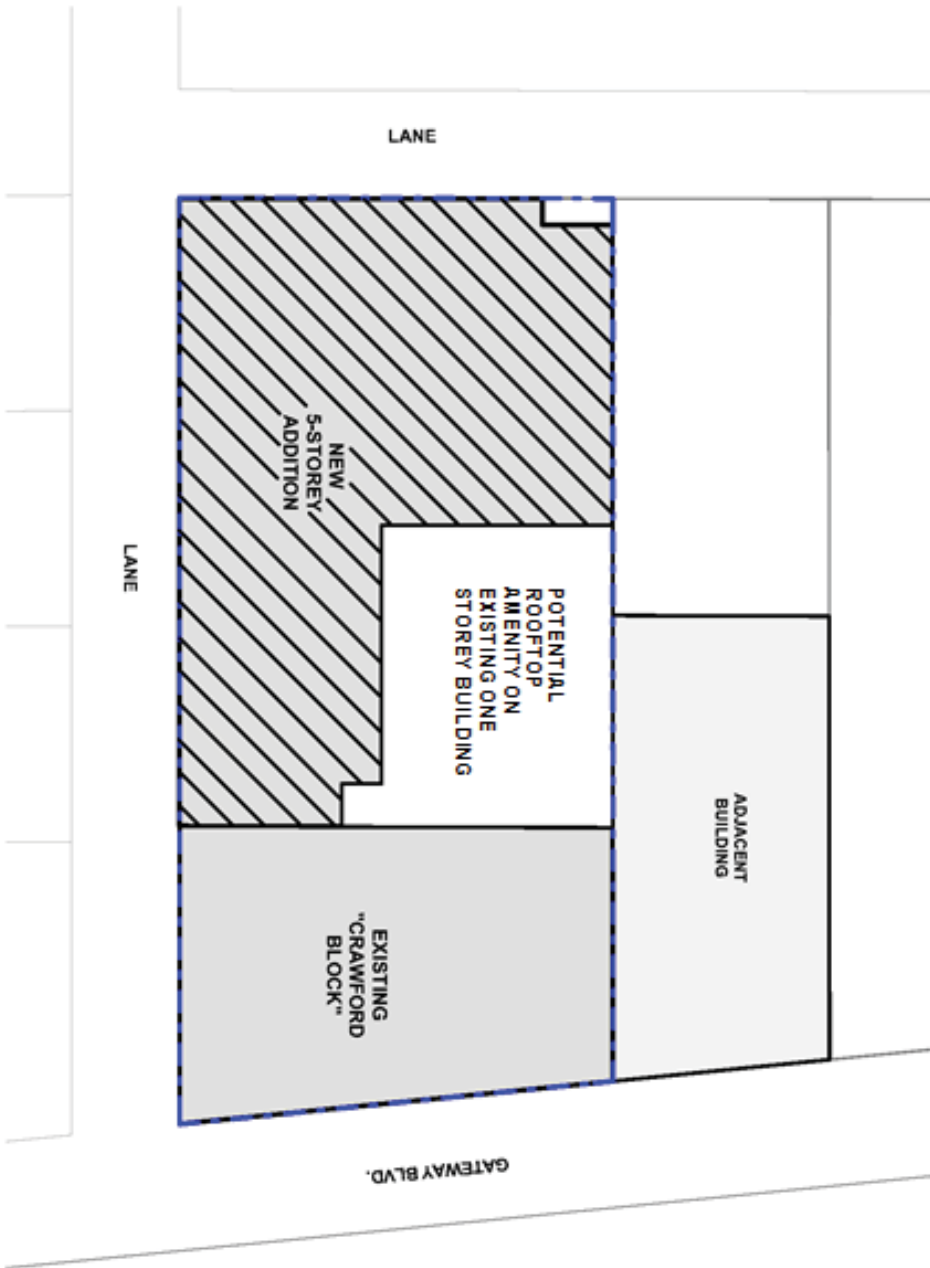 LANE
NEW
5-STOREY
ADDITION
LANE
POTENTIAL
ROOFTOP
AMENITY ON
EXISTING ONE
STOREY BUILDING
ADJACENT
BUILDING
EXISTING
"CRAWFORD
BLOCK"
GATEWAY BLVD.